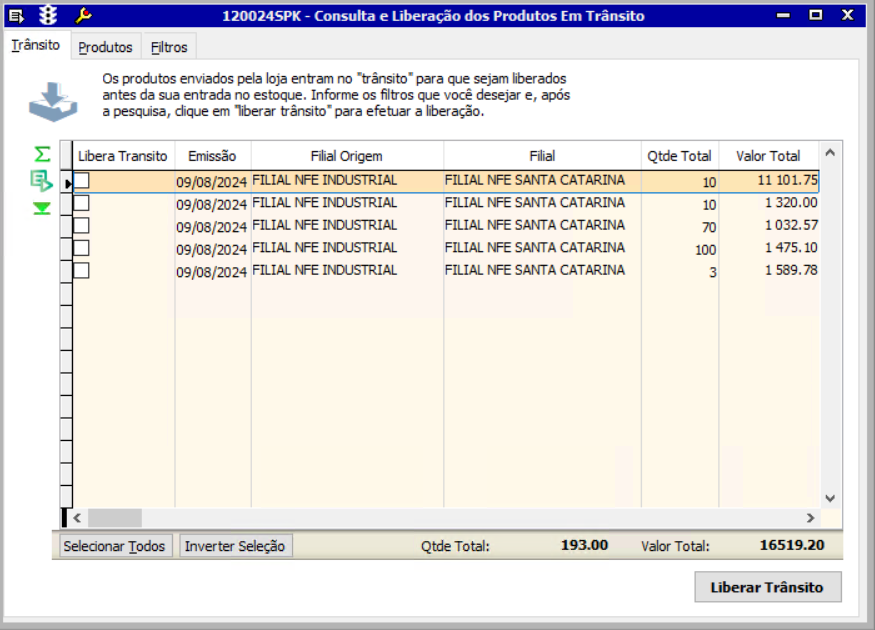 120024SPK - Consulta e Liberação dos Produtos Em Trânsito
Trânsito Produtos Filtros
Os produtos enviados pela loja entram no "trânsito" para que sejam liberados
antes da sua entrada no estoque. Informe os filtros que você desejar e, após
a pesquisa, clique em "liberar trânsito" para efetuar a liberação.
Libera Transito Emissão Filial Origem Filial Qtde Total Valor Total
09/08/2024 FILIAL NFE INDUSTRIAL FILIAL NFE SANTA CATARINA 10 11 101.75
09/08/2024 FILIAL NFE INDUSTRIAL FILIAL NFE SANTA CATARINA 10 1 320.00
09/08/2024 FILIAL NFE INDUSTRIAL FILIAL NFE SANTA CATARINA 70 1 032.57
09/08/2024 FILIAL NFE INDUSTRIAL FILIAL NFE SANTA CATARINA 100 1 475.10
09/08/2024 FILIAL NFE INDUSTRIAL FILIAL NFE SANTA CATARINA 3 1 589.78
Selecionar Todos Inverter Seleção Qtde Total: 193.00 Valor Total: 16519.20
Liberar Trânsito